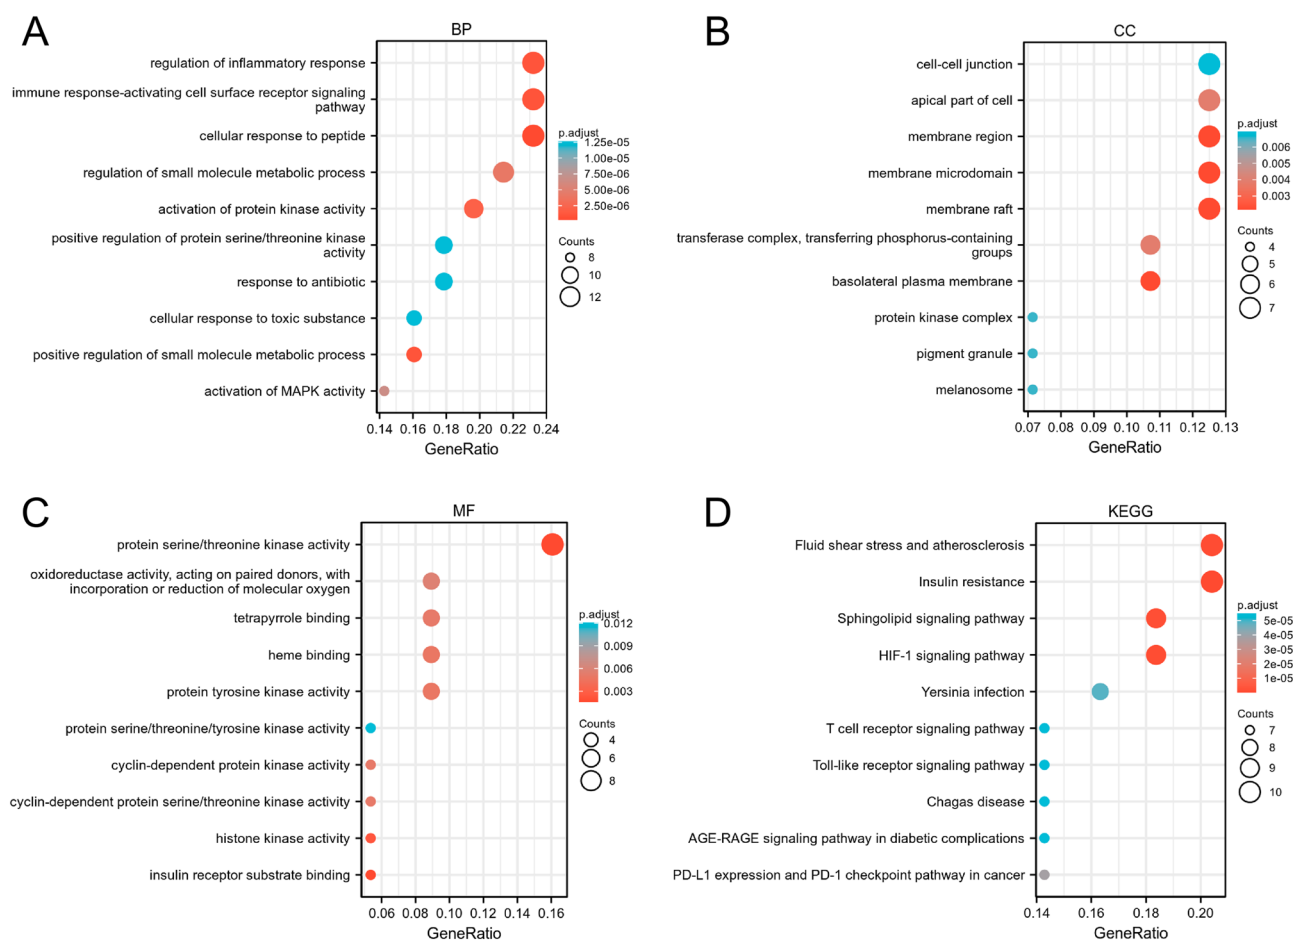 A
BP
regulation of inflammatory response
immune response-activating cell surface receptor signaling
pathway
cellular response to peptide
regulation of small molecule metabolic process
activation of protein kinase activity
positive regulation of protein serine/threonine kinase
activity
response to antibiotic
cellular response to toxic substance
positive regulation of small molecule metabolic process
activation of MAPK activity
0.14 0.16 0.18 0.20 0.22 0.24
GeneRatio
p.adjust
1.25e-05
1.00e-05
7.50e-06
5.00e-06
2.50e-06
Counts
8
10
12
B
CC
cell-cell junction
apical part of cell
membrane region
membrane microdomain
membrane raft
transferase complex, transferring phosphorus-containing
groups
basolateral plasma membrane
protein kinase complex
pigment granule
melanosome
0.07 0.08 0.09 0.10 0.11 0.12 0.13
GeneRatio
p.adjust
0.006
0.005
0.004
0.003
Counts
4
5
6
7
C
MF
protein serine/threonine kinase activity
oxidoreductase activity, acting on paired donors, with
incorporation or reduction of molecular oxygen
tetrapyrrole binding
heme binding
protein tyrosine kinase activity
protein serine/threonine/tyrosine kinase activity
cyclin-dependent protein kinase activity
cyclin-dependent protein serine/threonine kinase activity
histone kinase activity
insulin receptor substrate binding
0.06 0.08 0.10 0.12 0.14 0.16
GeneRatio
p.adjust
0.012
0.009
0.006
0.003
Counts
4
6
8
D
KEGG
Fluid shear stress and atherosclerosis
Insulin resistance
Sphingolipid signaling pathway
HIF-1 signaling pathway
Yersinia infection
T cell receptor signaling pathway
Toll-like receptor signaling pathway
Chagas disease
AGE-RAGE signaling pathway in diabetic complications
PD-L1 expression and PD-1 checkpoint pathway in cancer
0.14 0.16 0.18 0.20
GeneRatio
p.adjust
5e-05
4e-05
3e-05
2e-05
1e-05
Counts
7
8
9
10